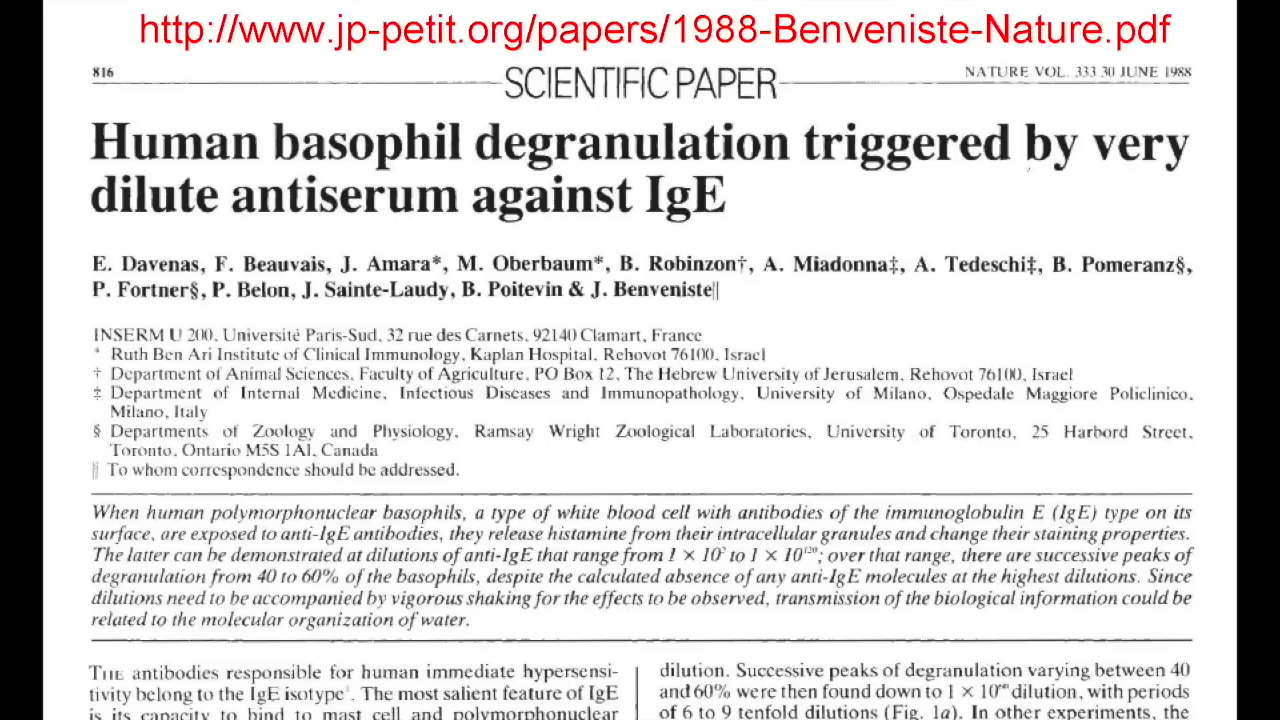 http://www.jp-petit.org/papers/1988-Benveniste-Nature.pdf
816
SCIENTIFIC PAPER
NATURE VOL. 333 30 JUNE 1988
Human basophil degranulation triggered by very
dilute antiserum against IgE
E. Davenas, F. Beauvais, J. Amara*, M. Oberbaum*, B. Robinzon†, A. Miadonna‡, A. Tedeschi‡, B. Pomeranz§,
P. Fortner§, P. Belon, J. Sainte-Laudy, B. Poitevin & J. Benveniste‖
INSERM U 200, Université Paris-Sud, 32 rue des Carnets, 92140 Clamart, France
* Ruth Ben Ari Institute of Clinical Immunology, Kaplan Hospital, Rehovot 76100, Israel
† Department of Animal Sciences, Faculty of Agriculture, PO Box 12, The Hebrew University of Jerusalem, Rehovot 76100, Israel
‡ Department of Internal Medicine, Infectious Diseases and Immunopathology, University of Milano, Ospedale Maggiore Policlinico,
Milano, Italy
§ Departments of Zoology and Physiology, Ramsay Wright Zoological Laboratories, University of Toronto, 25 Harbord Street,
Toronto, Ontario M5S 1A1, Canada
‖ To whom correspondence should be addressed.
When human polymorphonuclear basophils, a type of white blood cell with antibodies of the immunoglobulin E (IgE) type on its
surface, are exposed to anti-IgE antibodies, they release histamine from their intracellular granules and change their staining properties.
The latter can be demonstrated at dilutions of anti-IgE that range from 1 × 10² to 1 × 10¹²⁰; over that range, there are successive peaks of
degranulation from 40 to 60% of the basophils, despite the calculated absence of any anti-IgE molecules at the highest dilutions. Since
dilutions need to be accompanied by vigorous shaking for the effects to be observed, transmission of the biological information could be
related to the molecular organization of water.
THE antibodies responsible for human immediate hypersensi-
tivity belong to the IgE isotype¹. The most salient feature of IgE
is its capacity to bind to mast cell and polymorphonuclear
dilution. Successive peaks of degranulation varying between 40
and 60% were then found down to 1 × dilution, with periods
of 6 to 9 tenfold dilutions (Fig. 1a). In other experiments, the